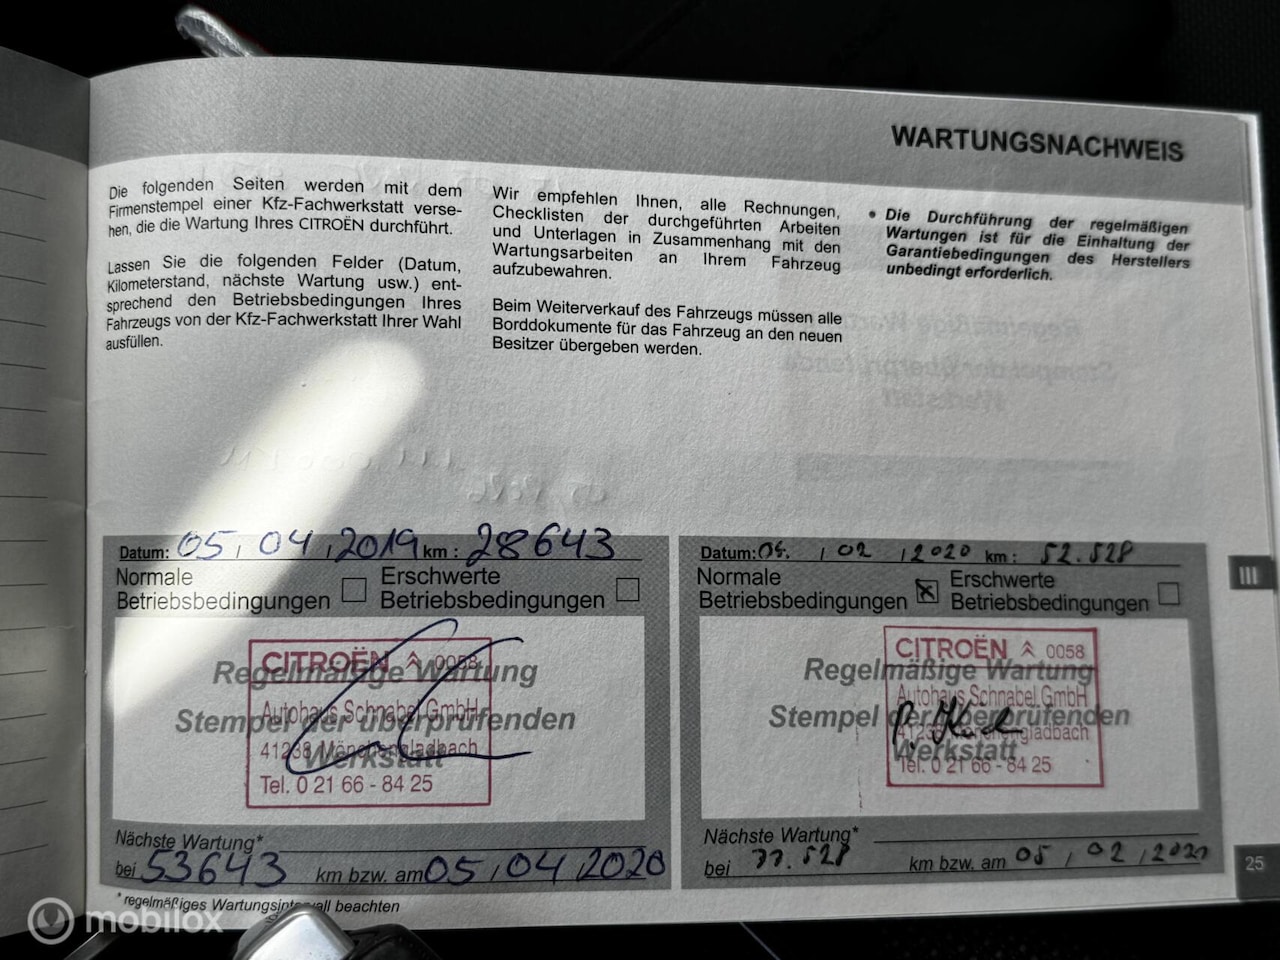 WARTUNGSNACHWEIS
Die folgenden Seiten werden mit dem
Firmenstempel einer Kfz-Fachwerkstatt verse-
hen, die die Wartung Ihres CITROËN durchführt.
Lassen Sie die folgenden Felder (Datum,
Kilometerstand, nächste Wartung usw.) ent-
sprechend den Betriebsbedingungen Ihres
Fahrzeugs von der Kfz-Fachwerkstatt Ihrer Wahl
ausfüllen.
Wir empfehlen Ihnen, alle Rechnungen,
Checklisten der durchgeführten Arbeiten
und Unterlagen in Zusammenhang mit den
Wartungsarbeiten an Ihrem Fahrzeug
aufzubewahren.
Beim Weiterverkauf des Fahrzeugs müssen alle
Borddokumente für das Fahrzeug an den neuen
Besitzer übergeben werden.
• Die Durchführung der regelmäßigen
Wartungen ist für die Einhaltung der
Garantiebedingungen des Herstellers
unbedingt erforderlich.
Datum: 05 / 04 / 2019 km : 28643
Normale
Betriebsbedingungen
Erschwerte
Betriebsbedingungen
Regelmäßige Wartung
Stempel der überprüfenden
Werkstatt
CITROËN 0058
Autohaus Schnabel GmbH
41238 Mönchengladbach
Tel. 0 21 66 - 84 25
Nächste Wartung*
bei 53643 km bzw. am 05 / 04 / 2020
* regelmäßiges Wartungsintervall beachten
Datum: 05. / 02 / 2020 km : 52.528
Normale
Betriebsbedingungen
Erschwerte
Betriebsbedingungen
Regelmäßige Wartung
Stempel der überprüfenden
Werkstatt
CITROËN 0058
Autohaus Schnabel GmbH
41238 Mönchengladbach
Tel. 0 21 66 - 84 25
Nächste Wartung*
bei 77.528 km bzw. am 05 / 02 / 2021
III
25
mobilox